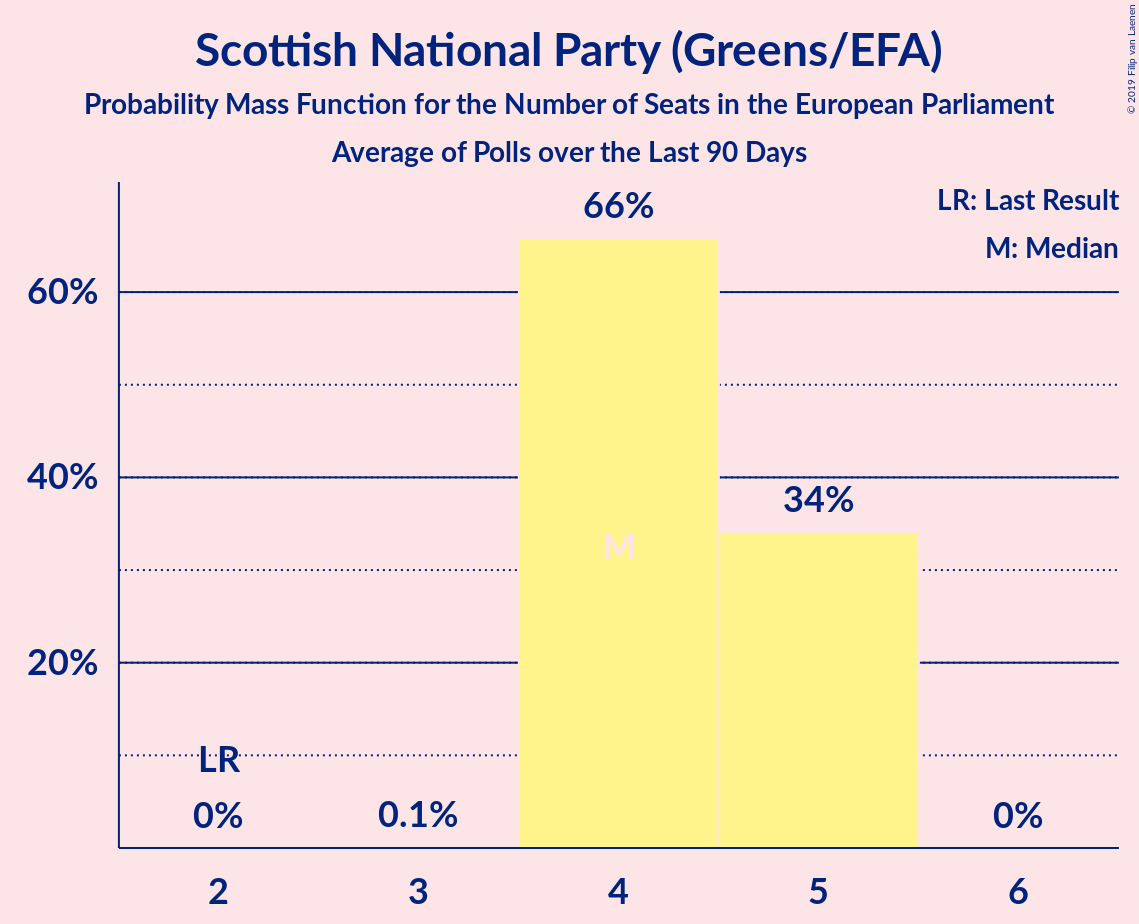 Scottish National Party (Greens/EFA)
Probability Mass Function for the Number of Seats in the European Parliament
Average of Polls over the Last 90 Days
© 2019 Filip van Laenen
LR: Last Result
M: Median
66%
60%
40%
34%
M
20%
LR
0%
0.1%
0%
2
3
4
5
6